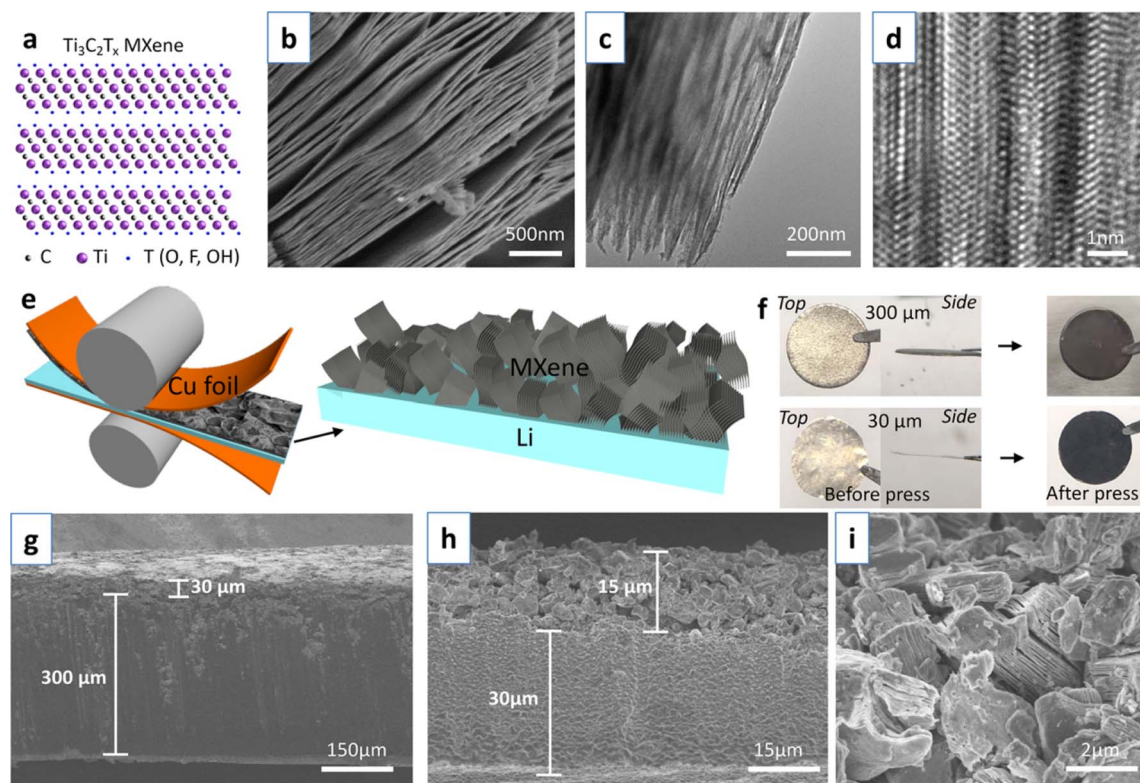 a
Ti₃C₂Tₓ MXene
C Ti T (O, F, OH)
b
500nm
c
200nm
d
1nm
e
Cu foil
MXene
Li
f
Top Side
300 µm
Top Side
30 µm
Before press After press
g
30 µm
300 µm
150µm
h
15 µm
30µm
15µm
i
2µm